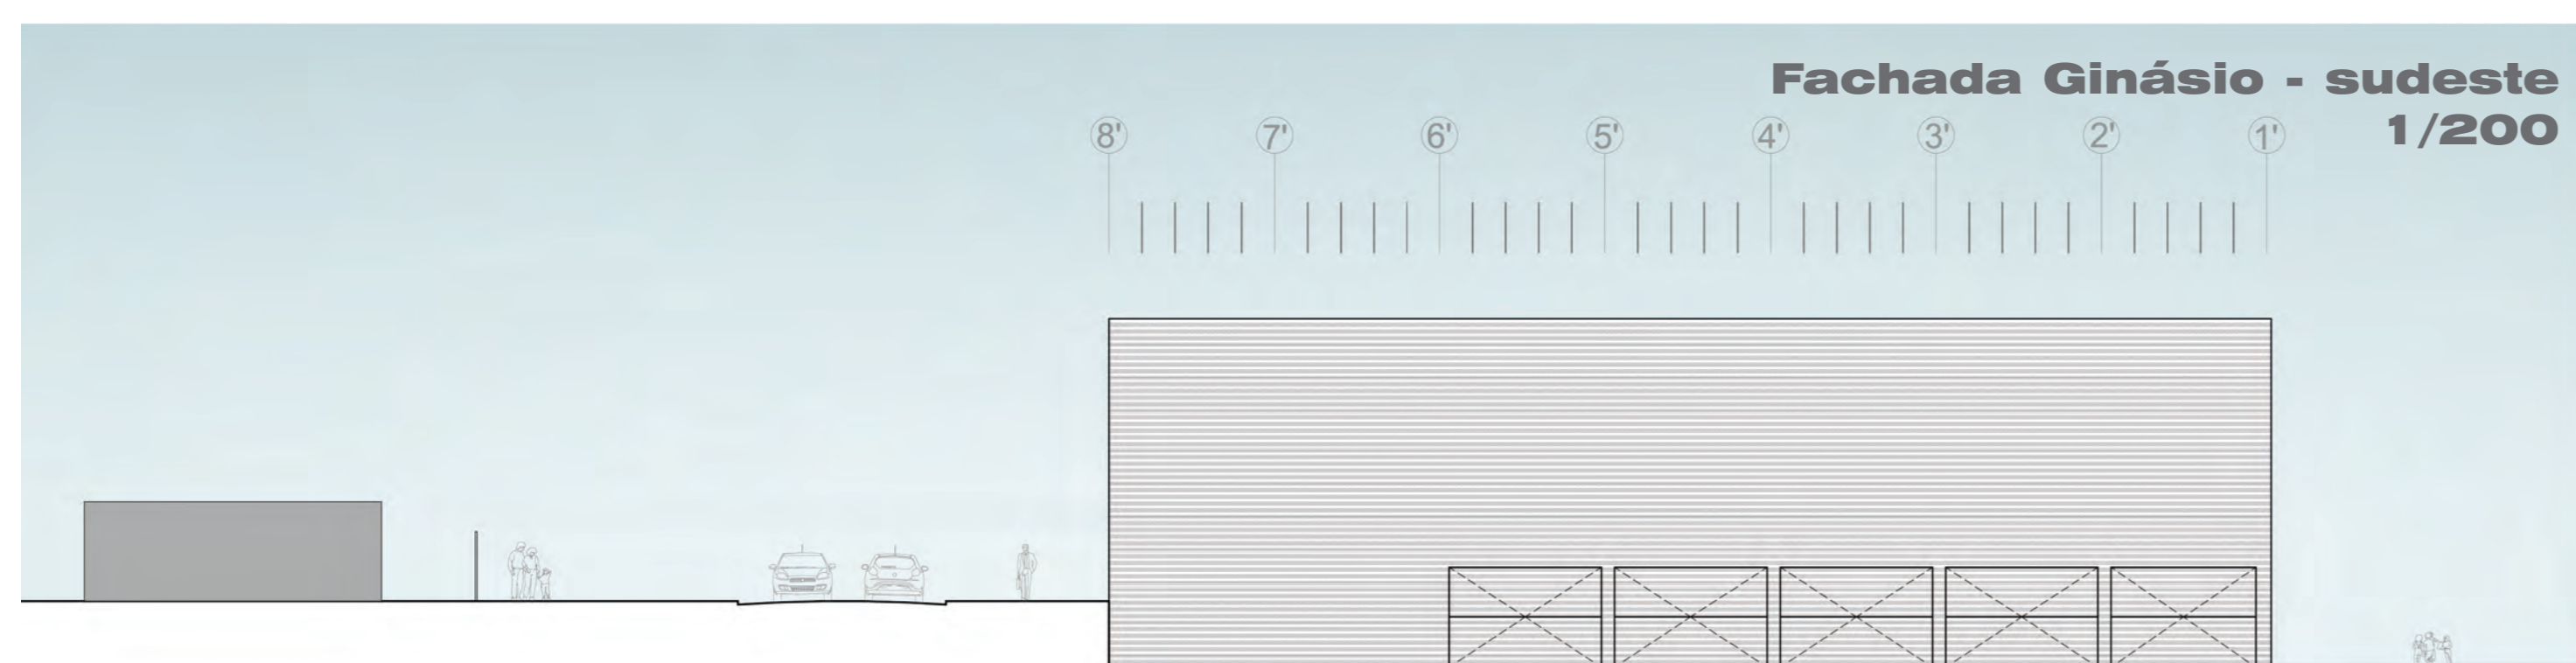 Fachada Ginásio - sudeste
1/200
8' 7' 6' 5' 4' 3' 2' 1'